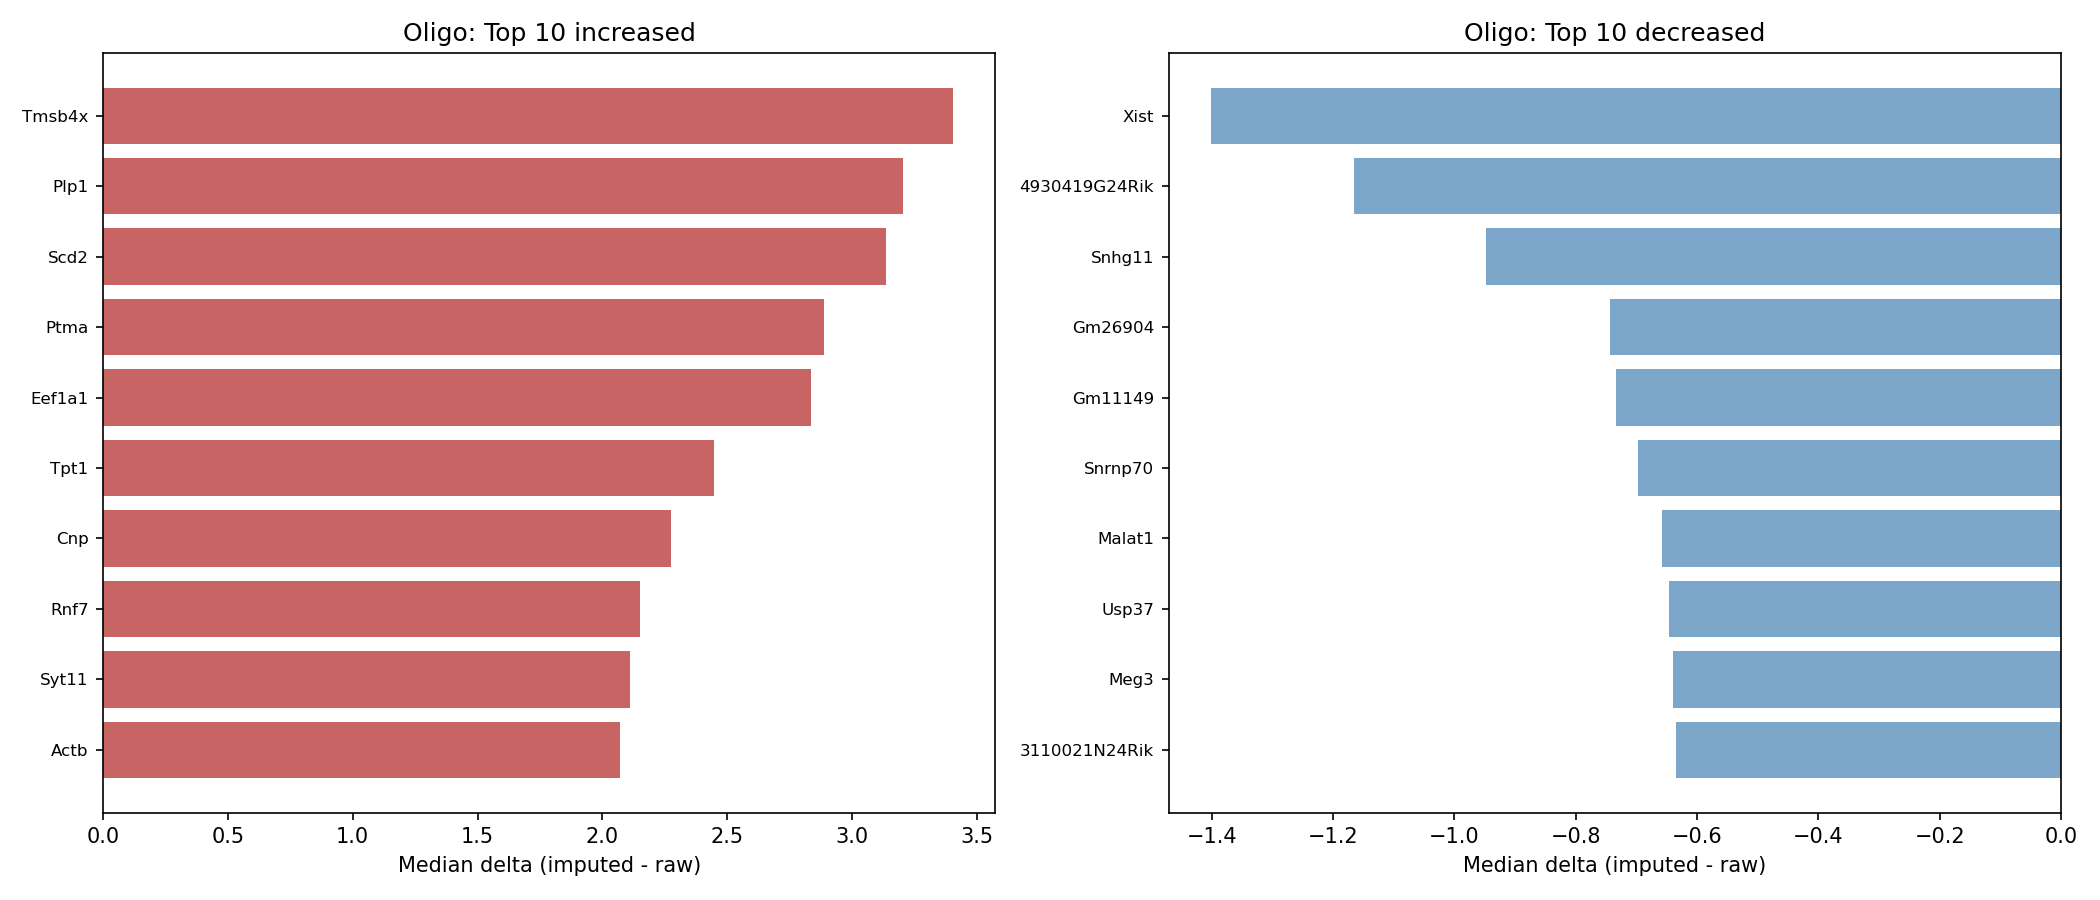 Oligo: Top 10 increased
Tmsb4x
Plp1
Scd2
Ptma
Eef1a1
Tpt1
Cnp
Rnf7
Syt11
Actb
0.0 0.5 1.0 1.5 2.0 2.5 3.0 3.5
Median delta (imputed - raw)
Oligo: Top 10 decreased
Xist
4930419G24Rik
Snhg11
Gm26904
Gm11149
Snrnp70
Malat1
Usp37
Meg3
3110021N24Rik
−1.4 −1.2 −1.0 −0.8 −0.6 −0.4 −0.2 0.0
Median delta (imputed - raw)